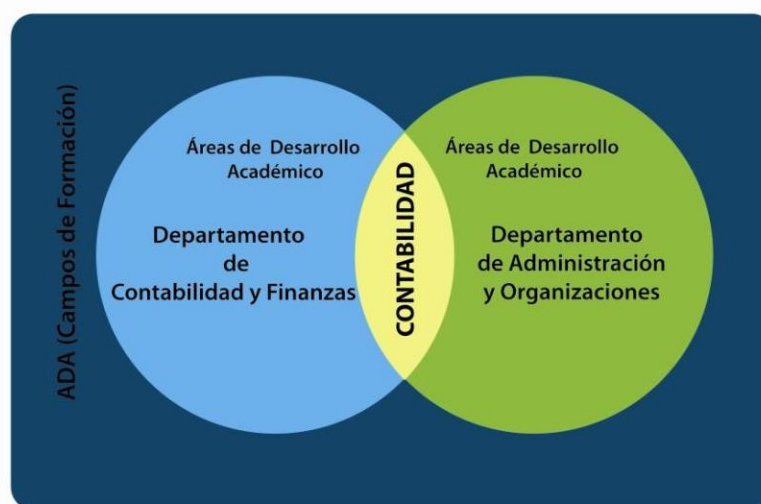 ADA (Campos de Formación)
Áreas de Desarrollo
Académico
Departamento
de
Contabilidad y Finanzas
CONTABILIDAD
Áreas de Desarrollo
Académico
Departamento
de Administración
y Organizaciones